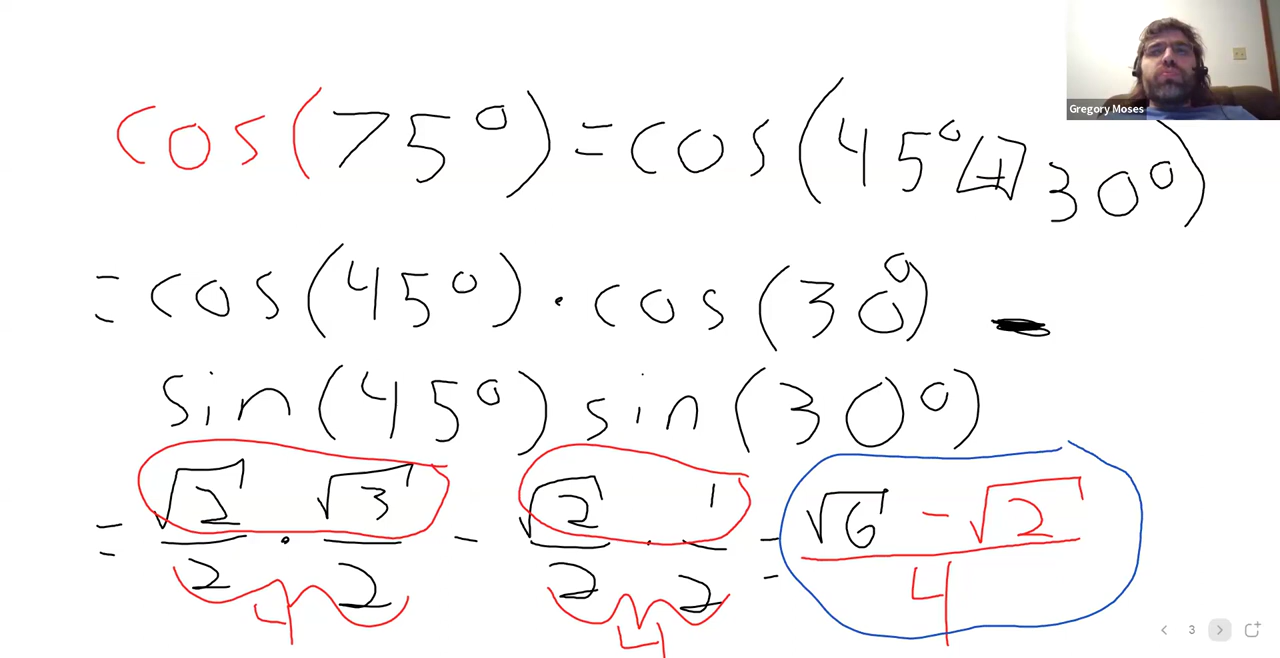 Gregory Moses
cos(75°) = cos(45° + 30°)
= cos(45°) · cos(30°) -
sin(45°) sin(30°)
= √2/2 · √3/2 - √2/2 · 1/2 = (√6 - √2)/4
4 4
3